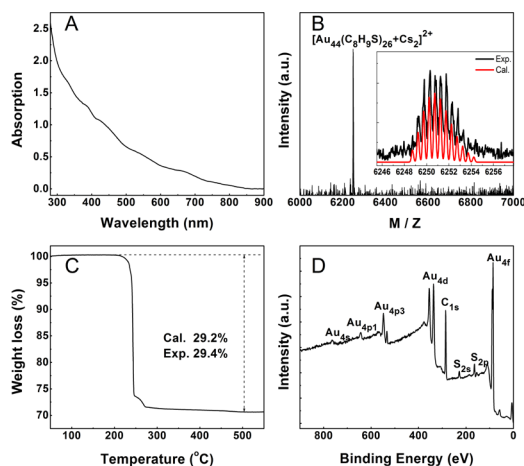 A
Absorption
2.5
2.0
1.5
1.0
0.5
0.0
300 400 500 600 700 800 900
Wavelength (nm)
B
[Au44(C8H9S)26+Cs2]2+
Intensity (a.u.)
Exp.
Cal.
6246 6248 6250 6252 6254 6256
6000 6200 6400 6600 6800 7000
M / Z
C
Weight loss (%)
100
95
90
85
80
75
70
Cal. 29.2%
Exp. 29.4%
100 200 300 400 500
Temperature (°C)
D
Intensity (a.u.)
Au4s
Au4p1
Au4p3
Au4d
C1s
S2s
S2p
Au4f
800 600 400 200 0
Binding Energy (eV)